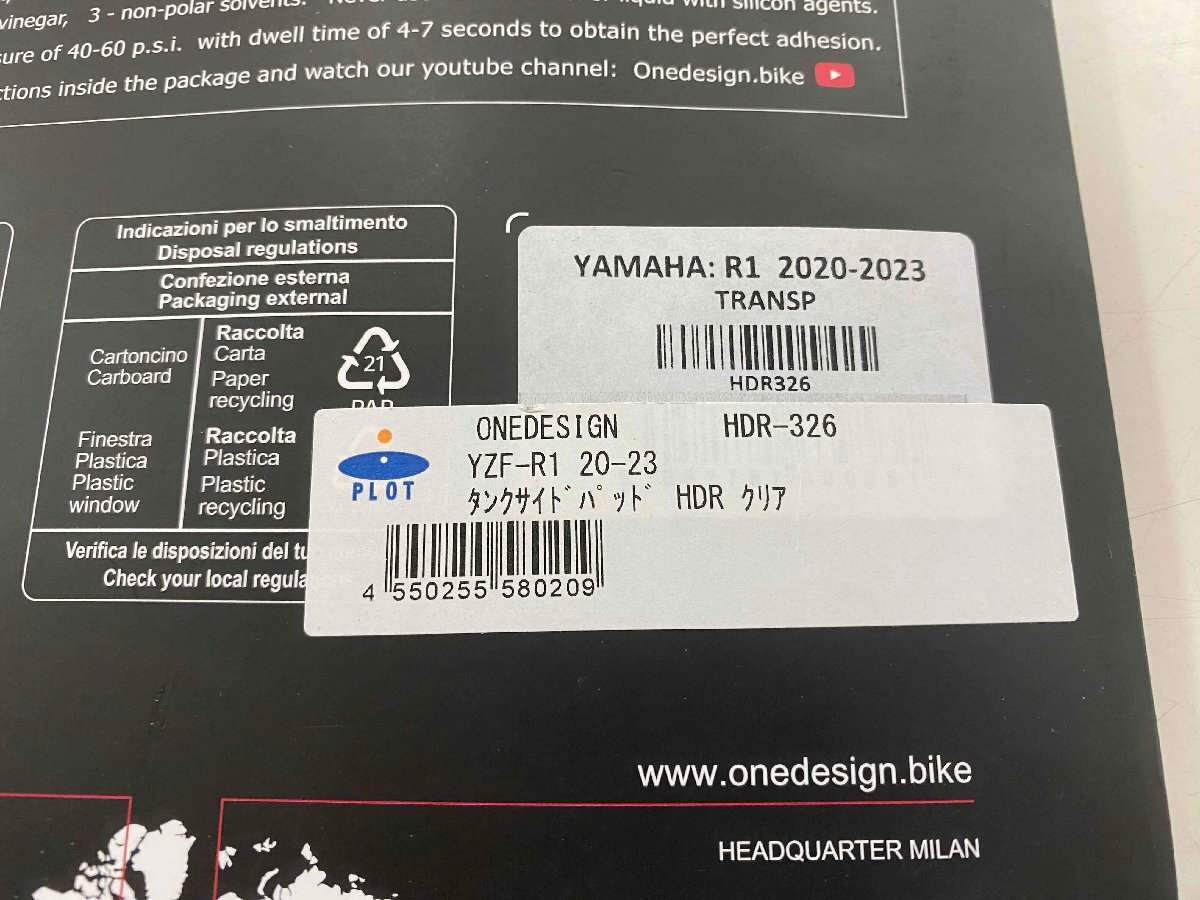 vinegar, 3 - non-polar solvents.
with silicon agents.
sure of 40-60 p.s.i. with dwell time of 4-7 seconds to obtain the perfect adhesion.
ctions inside the package and watch our youtube channel: Onedesign.bike
Indicazioni per lo smaltimento
Disposal regulations
Confezione esterna
Packaging external
Cartoncino
Carboard
Raccolta
Carta
Paper
recycling
21
PAP
Finestra
Plastica
Plastic
window
Raccolta
Plastica
Plastic
recycling
Verifica le disposizioni del tu
Check your local regula
YAMAHA: R1 2020-2023
TRANSP
HDR326
PLOT
ONEDESIGN HDR-326
YZF-R1 20-23
ﾀﾝｸｻｲﾄﾞﾊﾟｯﾄﾞ HDR ｸﾘｱ
4 550255 580209
www.onedesign.bike
HEADQUARTER MILAN